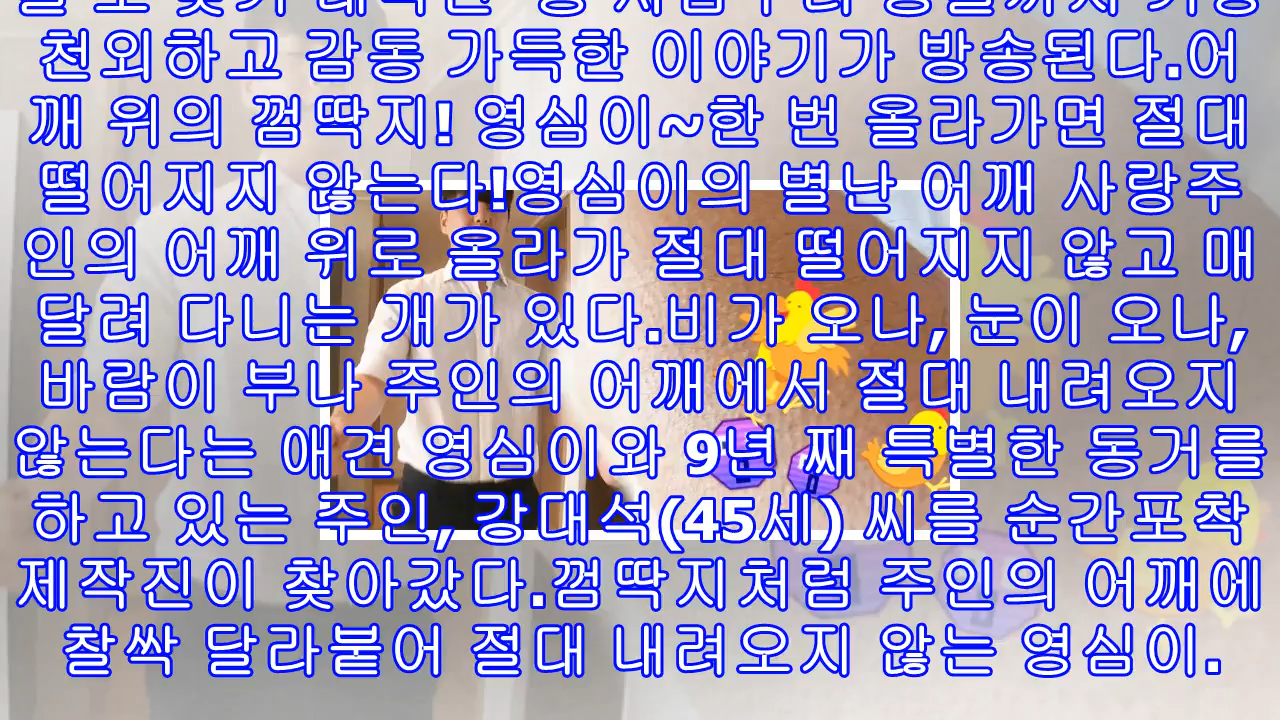 천외하고 감동 가득한 이야기가 방송된다.어
깨 위의 껌딱지! 영심이~한 번 올라가면 절대
떨어지지 않는다!영심이의 별난 어깨 사랑주
인의 어깨 위로 올라가 절대 떨어지지 않고 매
달려 다니는 개가 있다.비가 오나, 눈이 오나,
바람이 부나 주인의 어깨에서 절대 내려오지
않는다는 애견 영심이와 9년 째 특별한 동거를
하고 있는 주인, 강대석(45세) 씨를 순간포착
제작진이 찾아갔다.껌딱지처럼 주인의 어깨에
찰싹 달라붙어 절대 내려오지 않는 영심이.